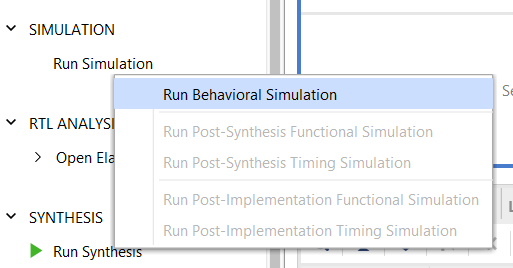 SIMULATION
Run Simulation
Run Behavioral Simulation
RTL ANALYSI
Run Post-Synthesis Functional Simulation
Open Ela
Run Post-Synthesis Timing Simulation
Run Post-Implementation Functional Simulation
SYNTHESIS
Run Post-Implementation Timing Simulation
Run Synthesis